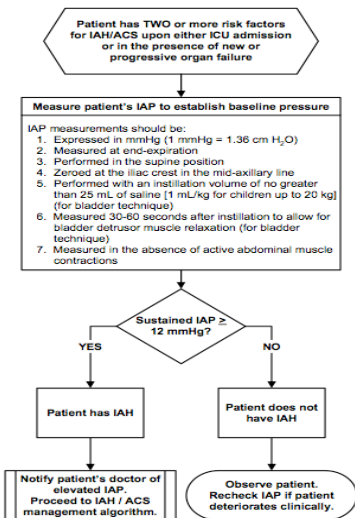 Patient has TWO or more risk factors
for IAH/ACS upon either ICU admission
or in the presence of new or
progressive organ failure
Measure patient's IAP to establish baseline pressure
IAP measurements should be:
1. Expressed in mmHg (1 mmHg = 1.36 cm H₂O)
2. Measured at end-expiration
3. Performed in the supine position
4. Zeroed at the iliac crest in the mid-axillary line
5. Performed with an instillation volume of no greater
than 25 mL of saline [1 mL/kg for children up to 20 kg]
(for bladder technique)
6. Measured 30-60 seconds after instillation to allow for
bladder detrusor muscle relaxation (for bladder
technique)
7. Measured in the absence of active abdominal muscle
contractions
Sustained IAP ≥
12 mmHg?
YES
NO
Patient has IAH
Patient does not
have IAH
Notify patient's doctor of
elevated IAP.
Proceed to IAH / ACS
management algorithm.
Observe patient.
Recheck IAP if patient
deteriorates clinically.